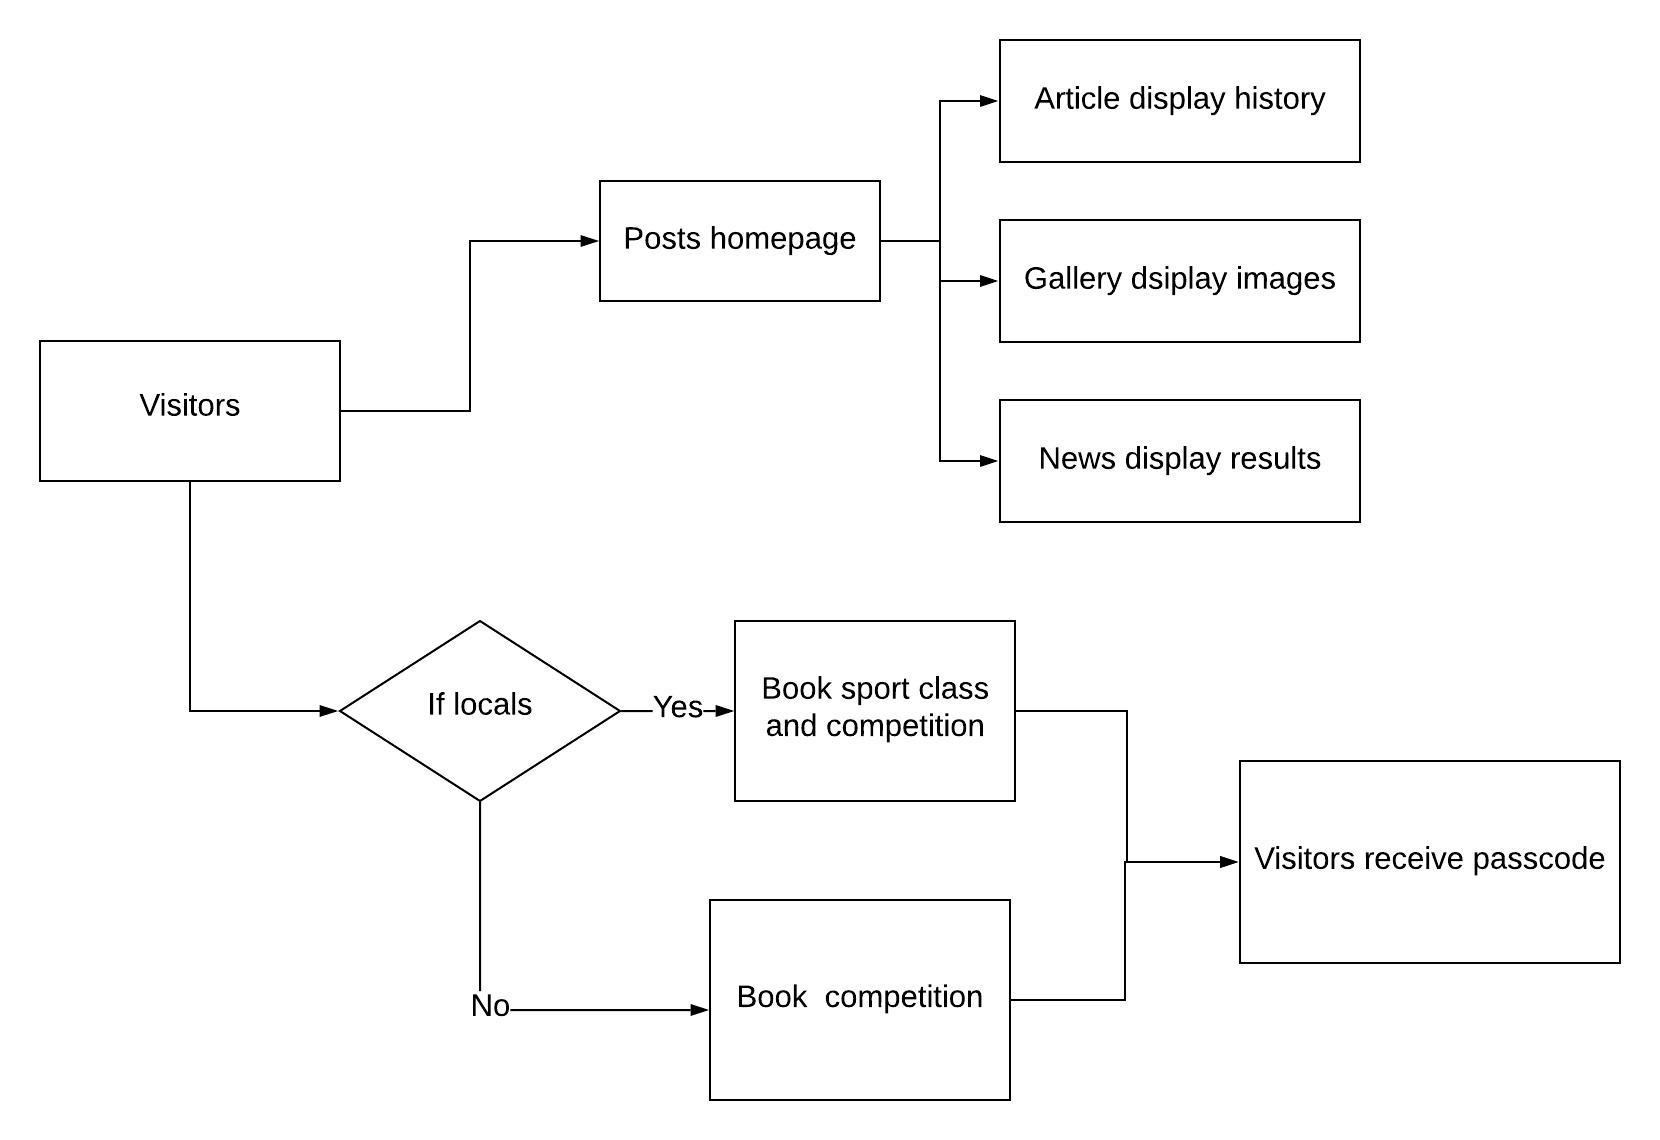 Article display history
Posts homepage
Gallery dsiplay images
Visitors
News display results
If locals
Yes
Book sport class
and competition
Visitors receive passcode
No
Book  competition